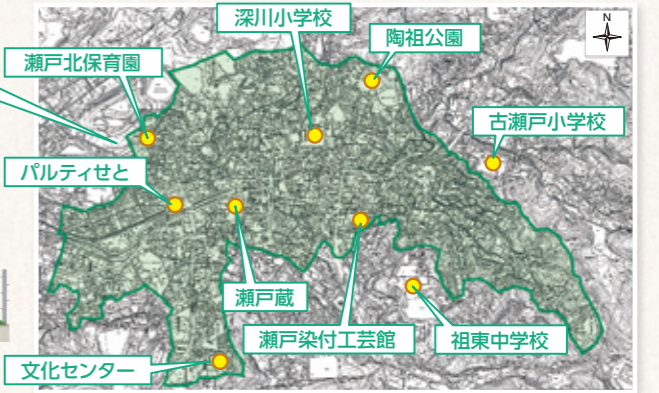 深川小学校
N
陶祖公園
瀬戸北保育園
古瀬戸小学校
パルティせと
瀬戸蔵
瀬戸染付工芸館
祖東中学校
文化センター